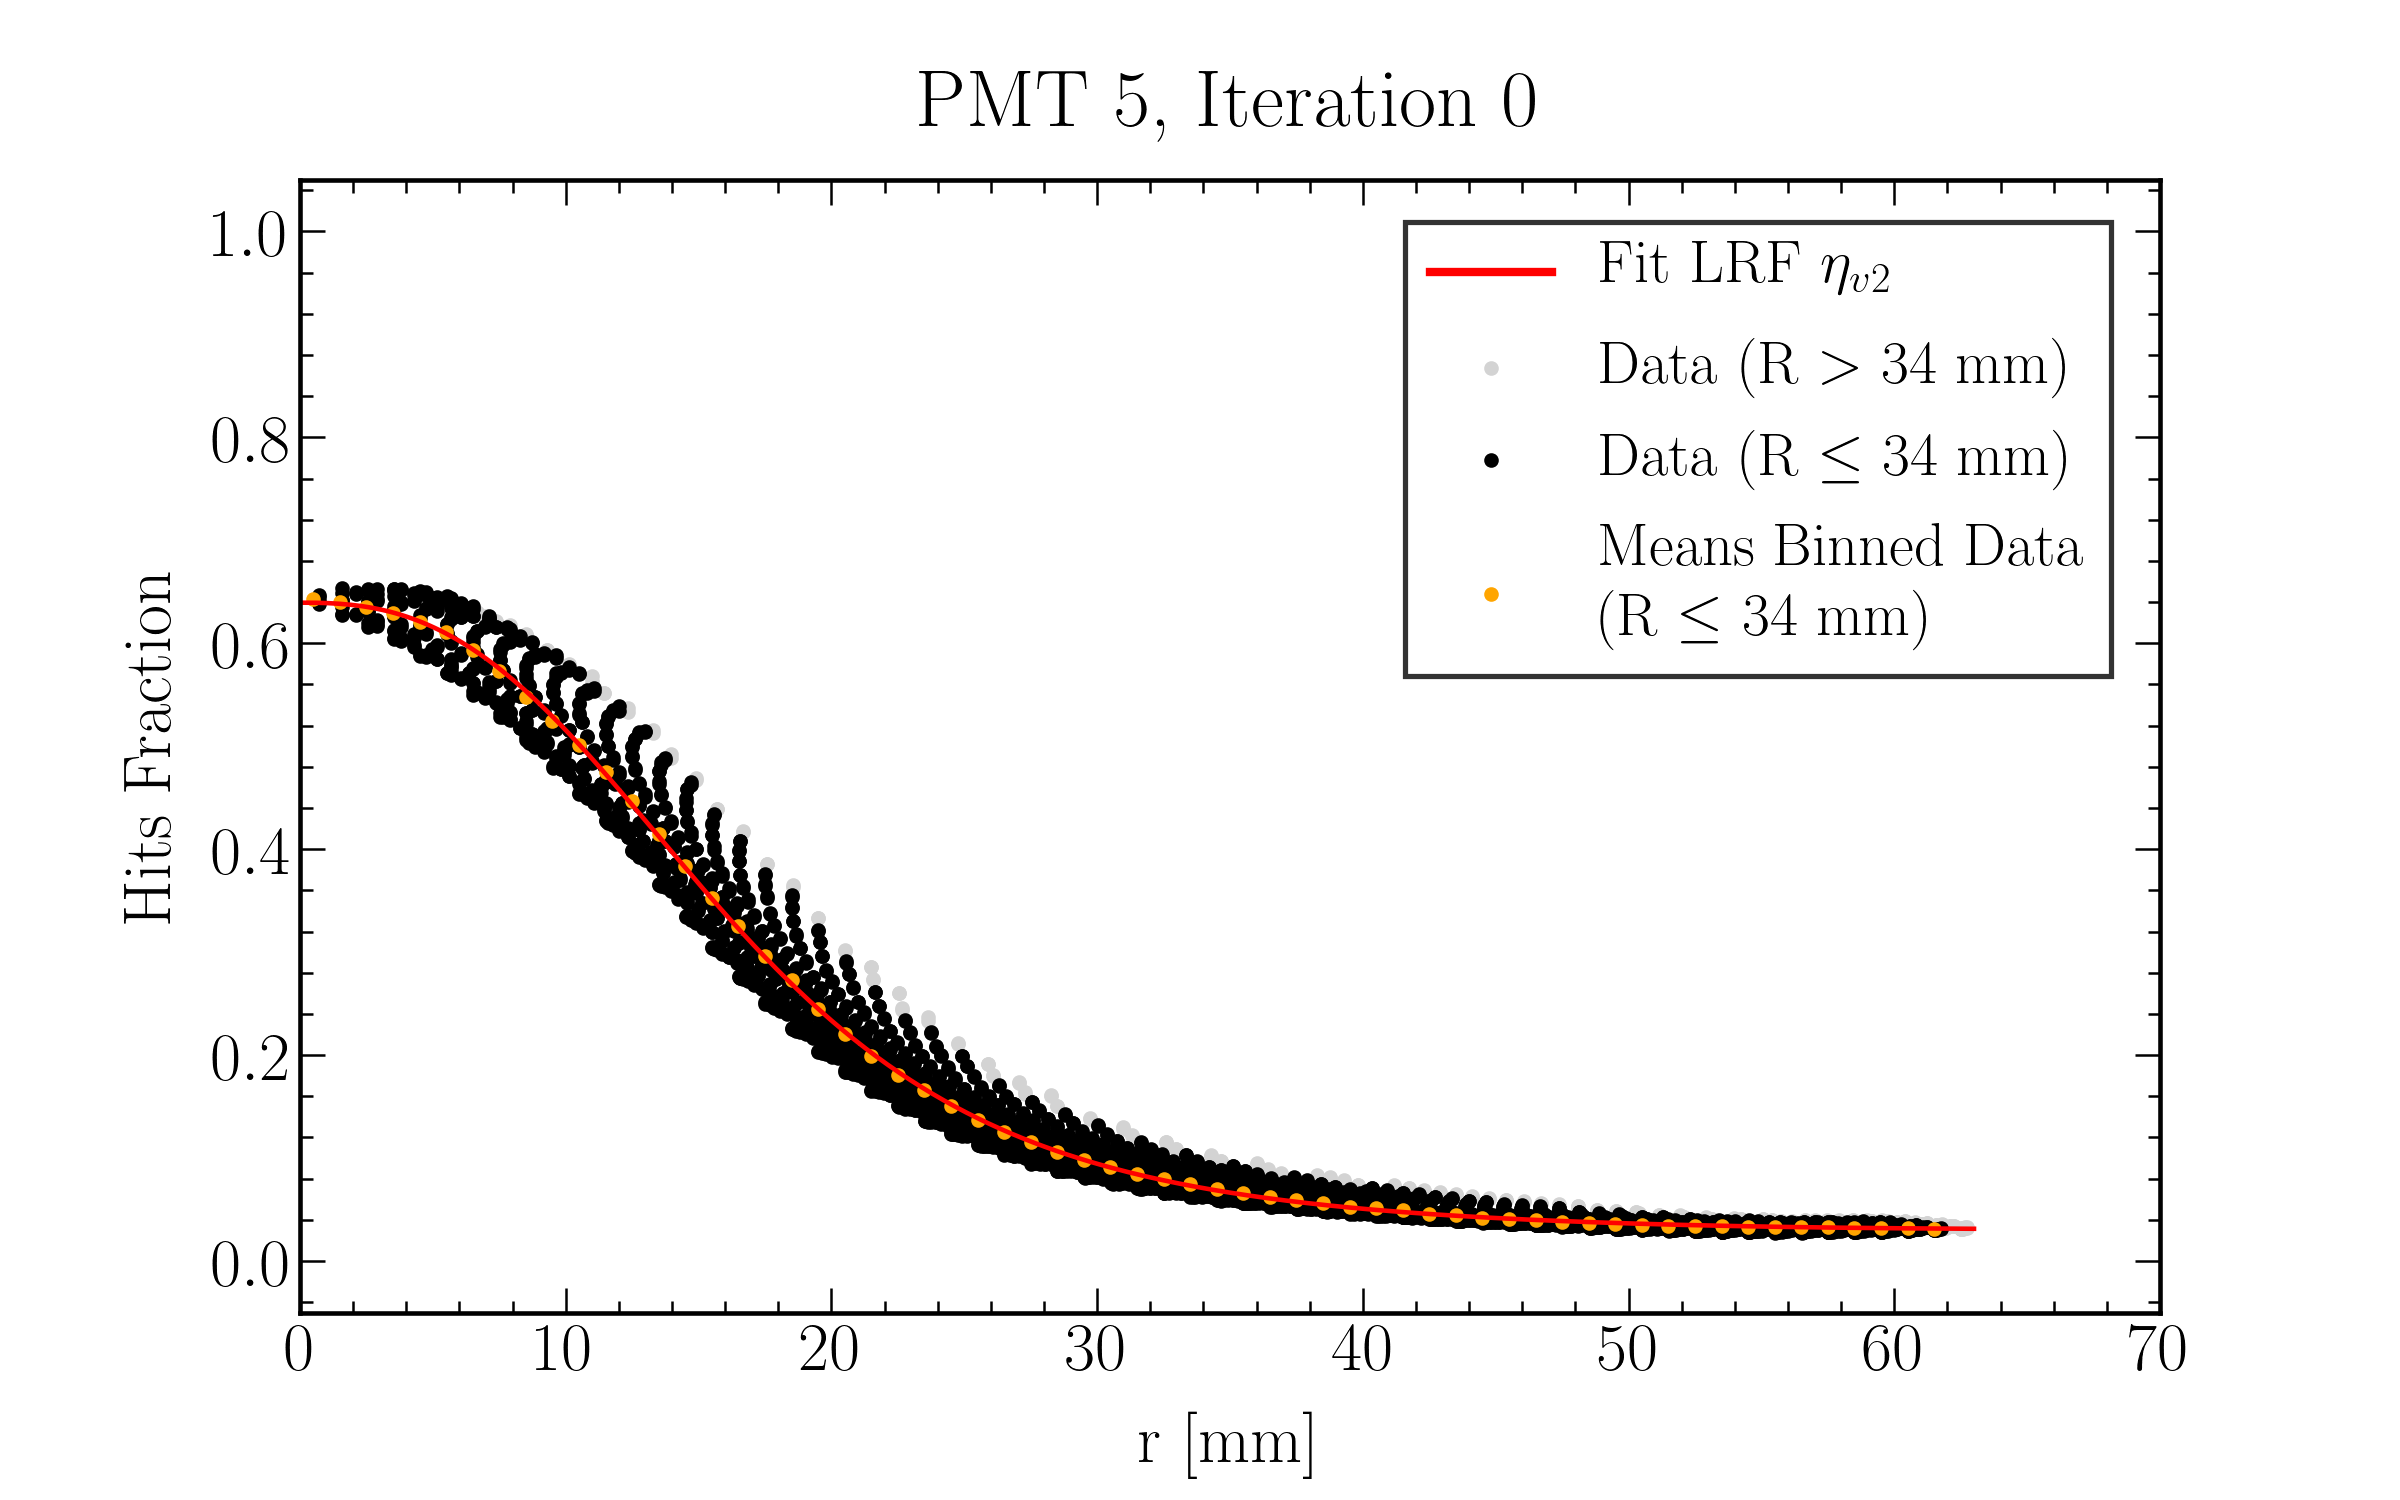 PMT 5, Iteration 0
Hits Fraction
1.0
0.8
0.6
0.4
0.2
0.0
Fit LRF η_{v2}
Data (R > 34 mm)
Data (R ≤ 34 mm)
Means Binned Data
(R ≤ 34 mm)
0 10 20 30 40 50 60 70
r [mm]